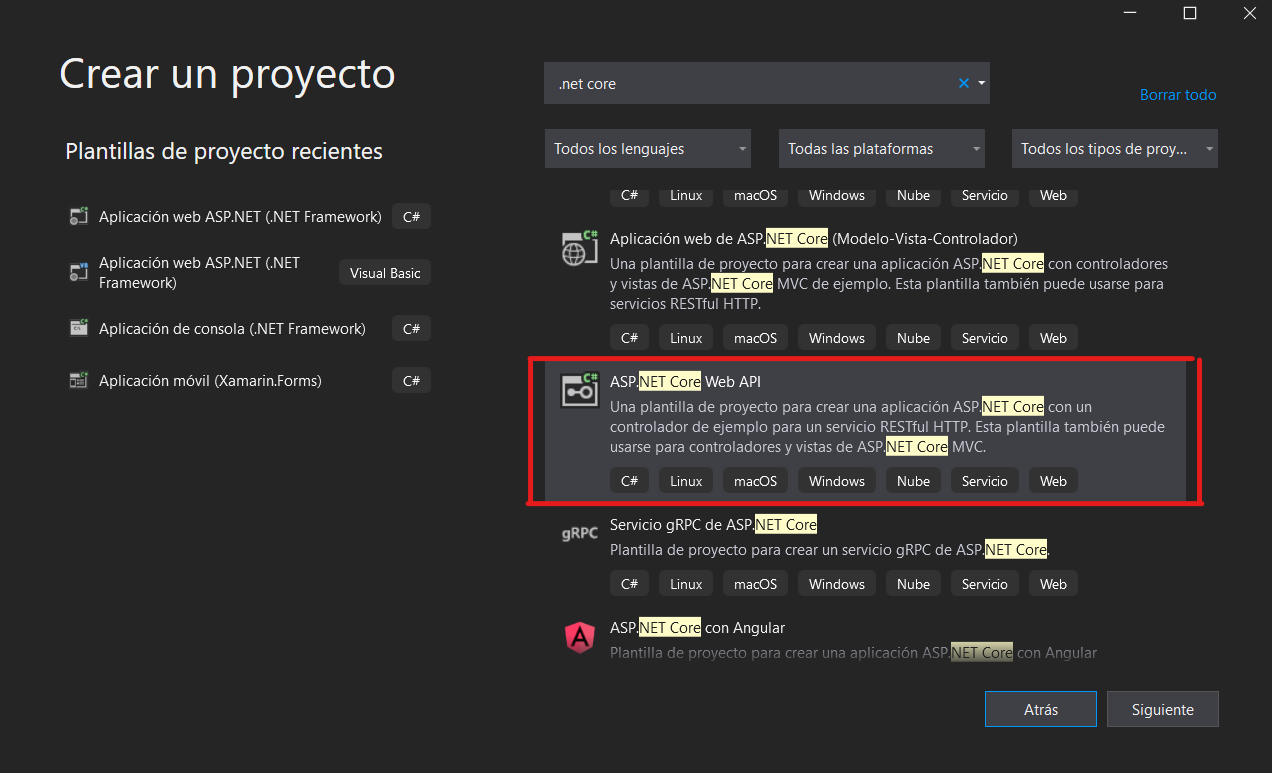 Crear un proyecto
Plantillas de proyecto recientes
Aplicación web ASP.NET (.NET Framework) C#
Aplicación web ASP.NET (.NET
Framework)
Visual Basic
Aplicación de consola (.NET Framework) C#
Aplicación móvil (Xamarin.Forms) C#
.net core
Borrar todo
Todos los lenguajes Todas las plataformas Todos los tipos de proy...
C# Linux macOS Windows Nube Servicio Web
Aplicación web de ASP.NET Core (Modelo-Vista-Controlador)
Una plantilla de proyecto para crear una aplicación ASP.NET Core con controladores
y vistas de ASP.NET Core MVC de ejemplo. Esta plantilla también puede usarse para
servicios RESTful HTTP.
C# Linux macOS Windows Nube Servicio Web
ASP.NET Core Web API
Una plantilla de proyecto para crear una aplicación ASP.NET Core con un
controlador de ejemplo para un servicio RESTful HTTP. Esta plantilla también puede
usarse para controladores y vistas de ASP.NET Core MVC.
C# Linux macOS Windows Nube Servicio Web
gRPC
Servicio gRPC de ASP.NET Core
Plantilla de proyecto para crear un servicio gRPC de ASP.NET Core.
C# Linux macOS Windows Nube Servicio Web
ASP.NET Core con Angular
Plantilla de proyecto para crear una aplicación ASP.NET Core con Angular
Atrás Siguiente